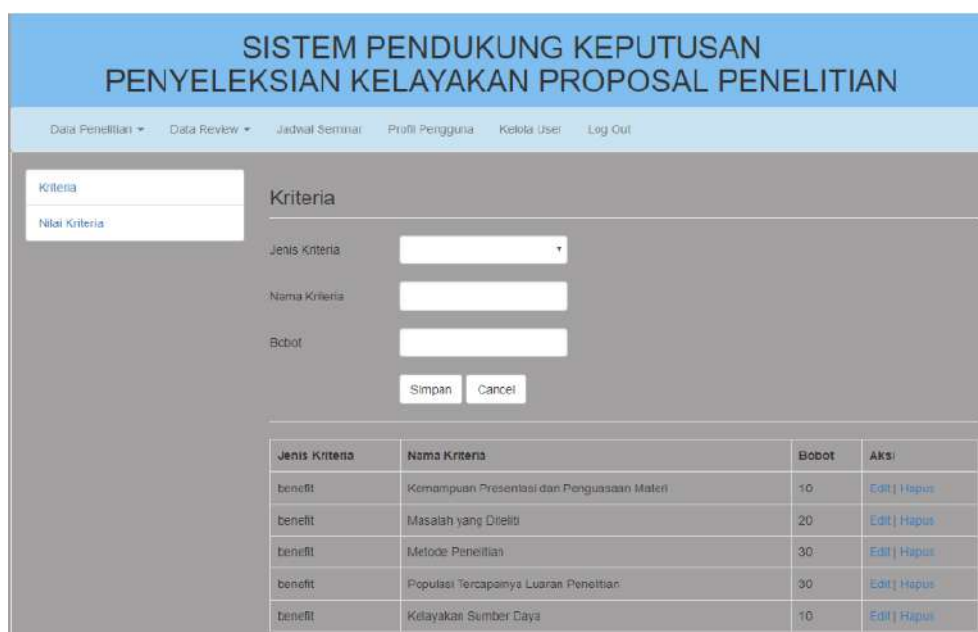 SISTEM PENDUKUNG KEPUTUSAN
PENYELEKSIAN KELAYAKAN PROPOSAL PENELITIAN
Data Penelitian Data Review Jadwal Seminar Profil Pengguna Kelola User Log Out
Kriteria
Nilai Kriteria
Kriteria
Jenis Kriteria
Nama Kriteria
Bobot
Simpan Cancel
Jenis Kriteria Nama Kriteria Bobot Aksi
benefit Kemampuan Presentasi dan Penguasaan Materi 10 Edit | Hapus
benefit Masalah yang Diteliti 20 Edit | Hapus
benefit Metode Penelitian 30 Edit | Hapus
benefit Populasi Tercapainya Luaran Penelitian 30 Edit | Hapus
benefit Kelayakan Sumber Daya 10 Edit | Hapus